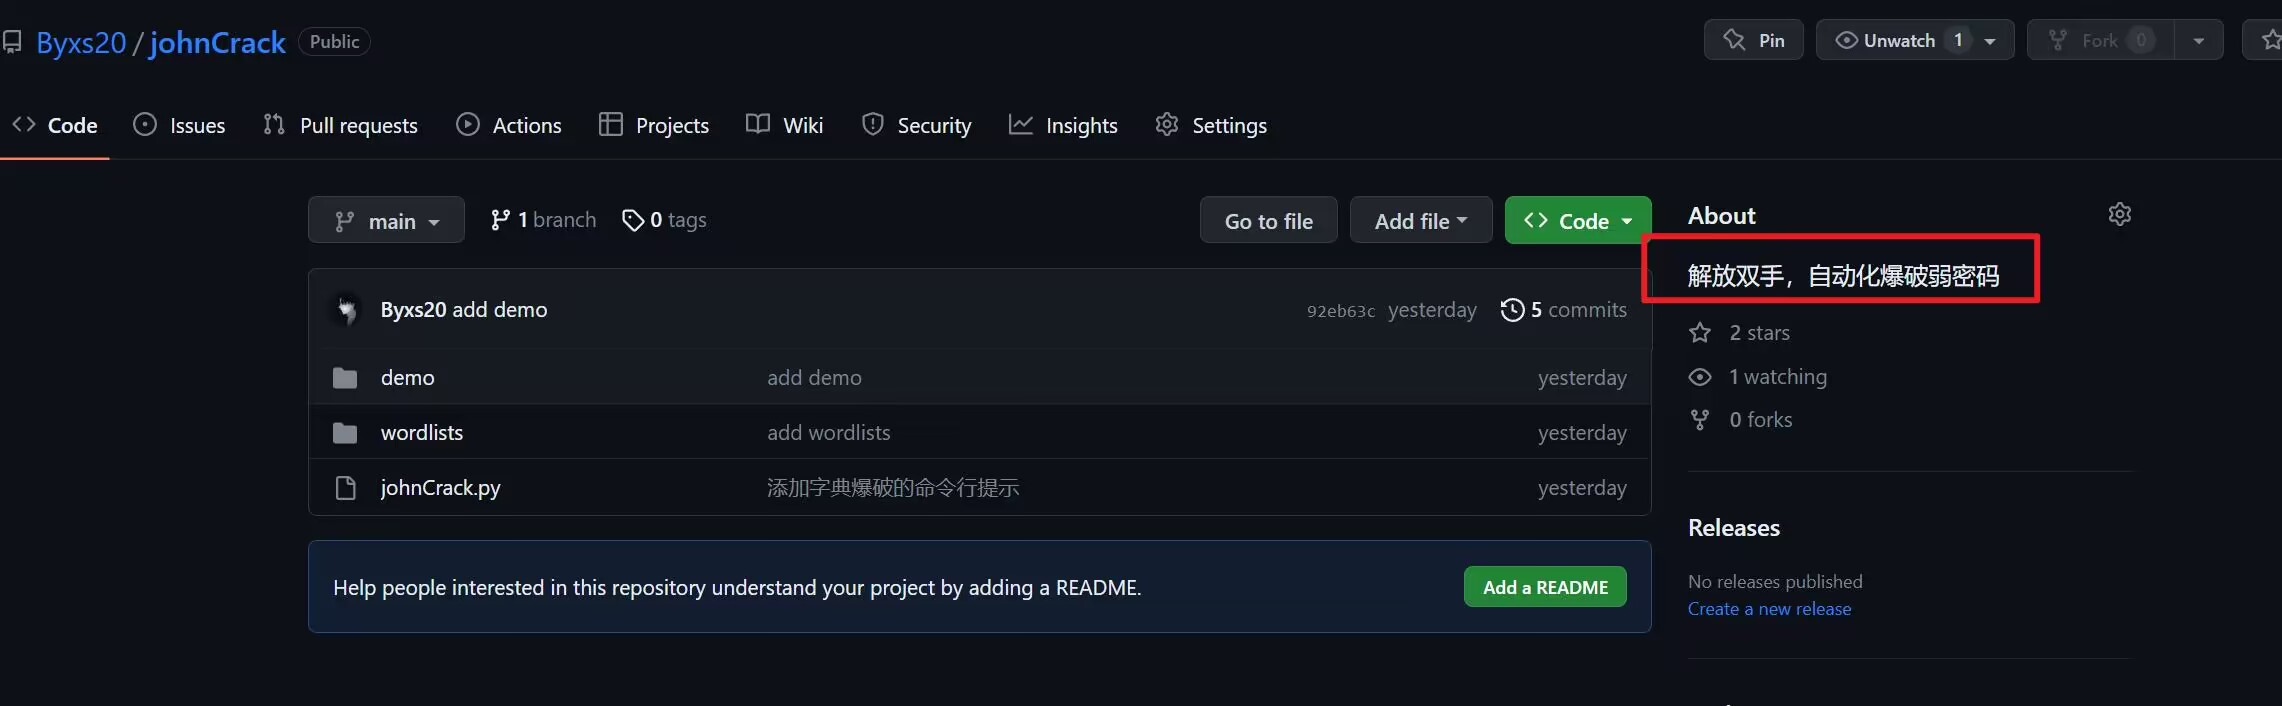 Byxs20 / johnCrack Public
Pin
Unwatch 1
Fork 0
Code
Issues
Pull requests
Actions
Projects
Wiki
Security
Insights
Settings
main
1 branch
0 tags
Go to file
Add file
Code
Byxs20 add demo
92eb63c yesterday
5 commits
demo
add demo
yesterday
wordlists
add wordlists
yesterday
johnCrack.py
添加字典爆破的命令行提示
yesterday
Help people interested in this repository understand your project by adding a README.
Add a README
About
解放双手，自动化爆破弱密码
2 stars
1 watching
0 forks
Releases
No releases published
Create a new release